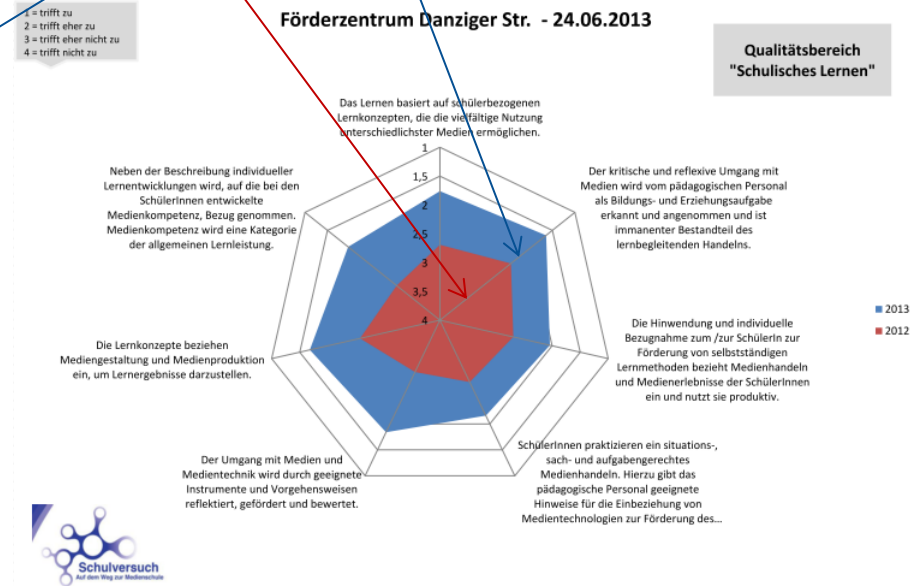 1 = trifft zu
2 = trifft eher zu
3 = trifft eher nicht zu
4 = trifft nicht zu
Förderzentrum Danziger Str.  - 24.06.2013
Qualitätsbereich
"Schulisches Lernen"
Das Lernen basiert auf schülerbezogenen
Lernkonzepten, die die vielfältige Nutzung
unterschiedlichster Medien ermöglichen.
Neben der Beschreibung individueller
Lernentwicklungen wird, auf die bei den
SchülerInnen entwickelte
Medienkompetenz, Bezug genommen.
Medienkompetenz wird eine Kategorie
der allgemeinen Lernleistung.
Der kritische und reflexive Umgang mit
Medien wird vom pädagogischen Personal
als Bildungs- und Erziehungsaufgabe
erkannt und angenommen und ist
immanenter Bestandteil des
lernbegleitenden Handelns.
1
1,5
2
2,5
3
3,5
4
2013
2012
Die Hinwendung und individuelle
Bezugnahme zum /zur SchülerIn zur
Förderung von selbstständigen
Lernmethoden bezieht Medienhandeln
und Medienerlebnisse der SchülerInnen
ein und nutzt sie produktiv.
Die Lernkonzepte beziehen
Mediengestaltung und Medienproduktion
ein, um Lernergebnisse darzustellen.
SchülerInnen praktizieren ein situations-,
sach- und aufgabengerechtes
Medienhandeln. Hierzu gibt das
pädagogische Personal geeignete
Hinweise für die Einbeziehung von
Medientechnologien zur Förderung des…
Der Umgang mit Medien und
Medientechnik wird durch geeignete
Instrumente und Vorgehensweisen
reflektiert, gefördert und bewertet.
Schulversuch
Auf dem Weg zur Medienschule